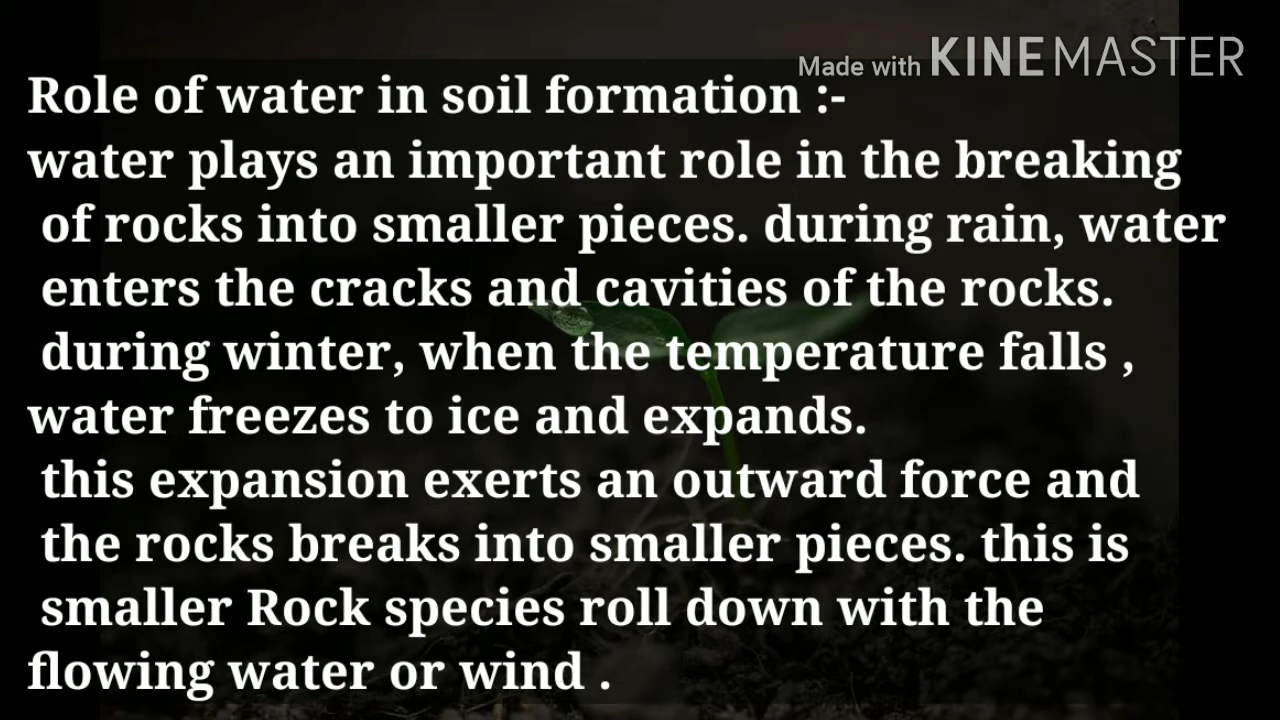 Made with KINEMASTER
Role of water in soil formation :-
water plays an important role in the breaking
of rocks into smaller pieces. during rain, water
enters the cracks and cavities of the rocks.
during winter, when the temperature falls ,
water freezes to ice and expands.
this expansion exerts an outward force and
the rocks breaks into smaller pieces. this is
smaller Rock species roll down with the
flowing water or wind .